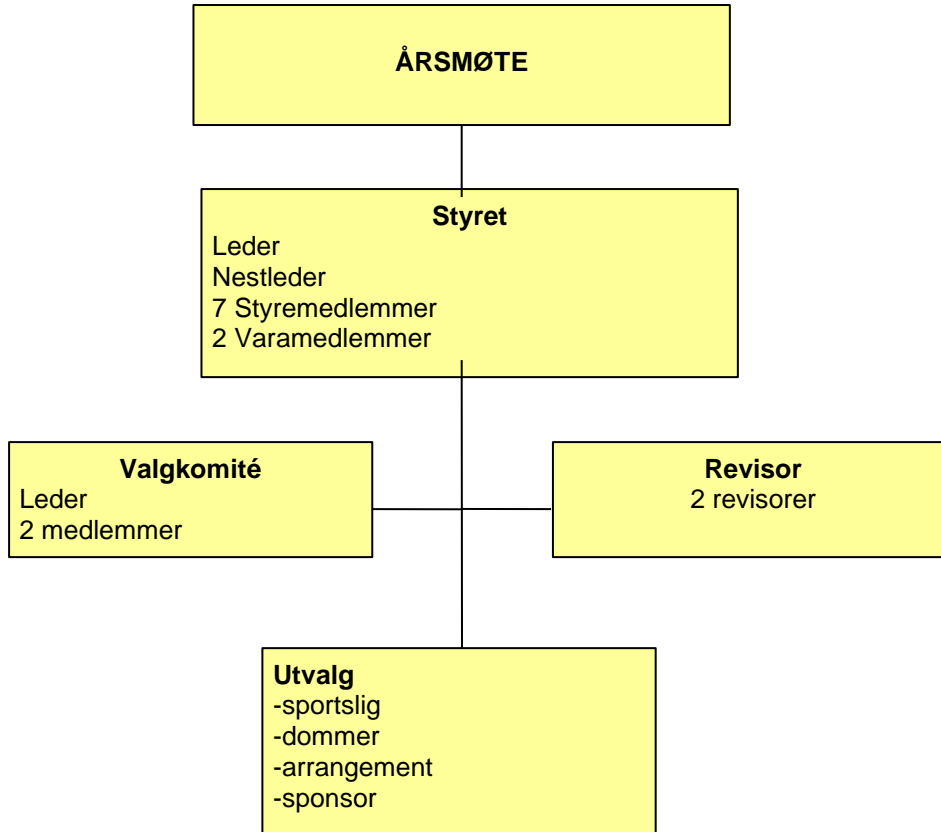 ÅRSMØTE
Styret
Leder
Nestleder
7 Styremedlemmer
2 Varamedlemmer
Valgkomité
Leder
2 medlemmer
Revisor
2 revisorer
Utvalg
-sportslig
-dommer
-arrangement
-sponsor